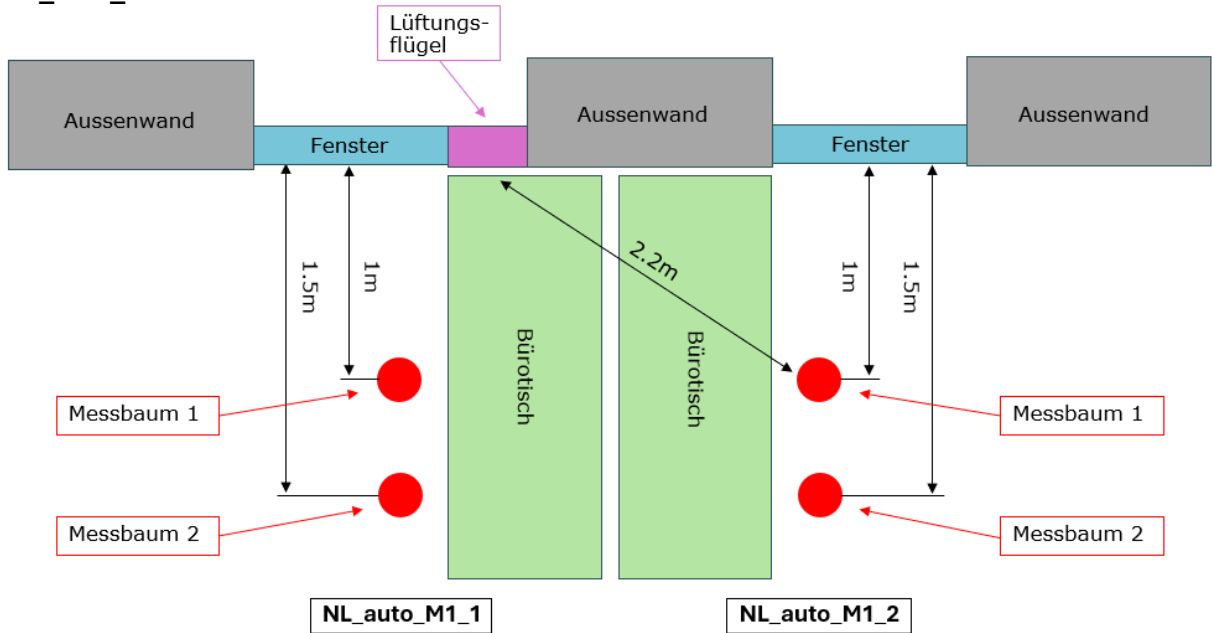 Lüftungs-
flügel
Aussenwand
Aussenwand
Aussenwand
Fenster
Fenster
2.2m
1.5m
1m
1m
1.5m
Bürotisch
Bürotisch
Messbaum 1
Messbaum 1
Messbaum 2
Messbaum 2
NL_auto_M1_1
NL_auto_M1_2